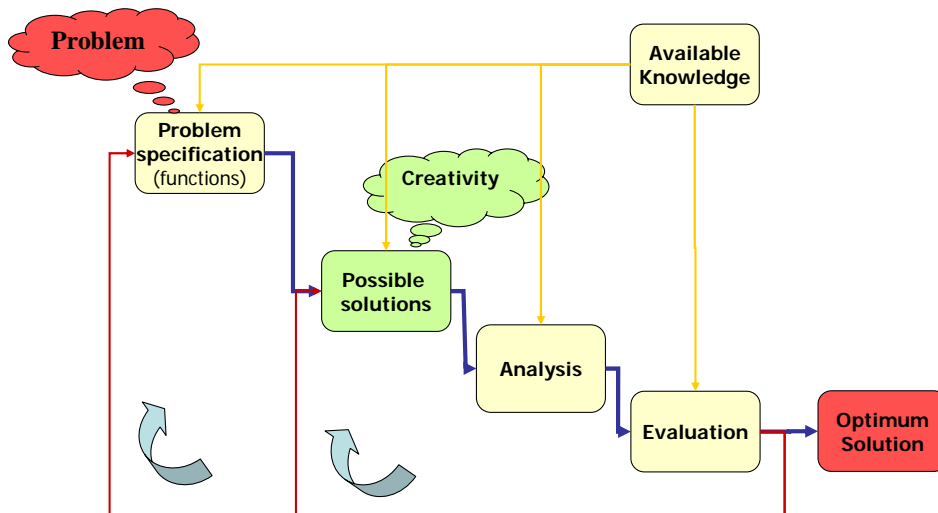 Problem
Available
Knowledge
Problem
specification
(functions)
Creativity
Possible
solutions
Analysis
Evaluation
Optimum
Solution